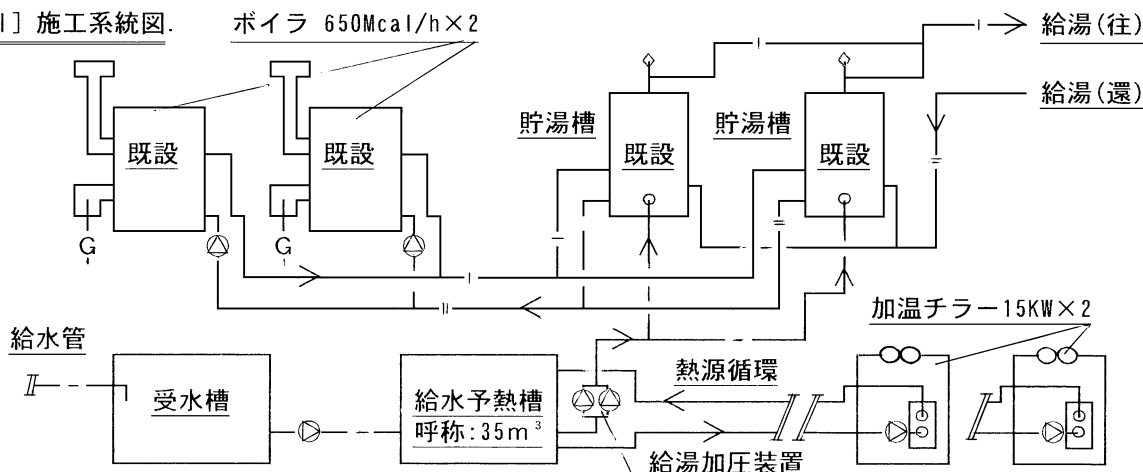 1］施工系統図.
ボイラ 650Mcal/h×2
給湯(往)
給湯(還)
貯湯槽
貯湯槽
既設
既設
既設
既設
G
G
加温チラー15KW×2
給水管
熱源循環
受水槽
給水予熱槽
呼称:35m³
給湯加圧装置